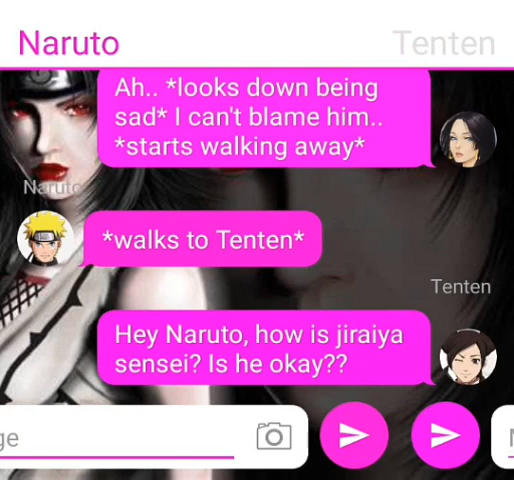 Naruto
Tenten
Ah.. *looks down being
sad* I can't blame him..
*starts walking away*
Naruto
*walks to Tenten*
Tenten
Hey Naruto, how is jiraiya
sensei? Is he okay??